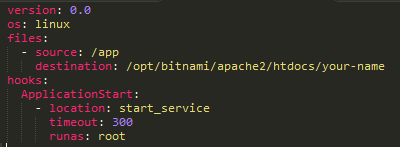 version: 0.0
os: linux
files:
  - source: /app
    destination: /opt/bitnami/apache2/htdocs/your-name
hooks:
  ApplicationStart:
    - location: start_service
      timeout: 300
      runas: root